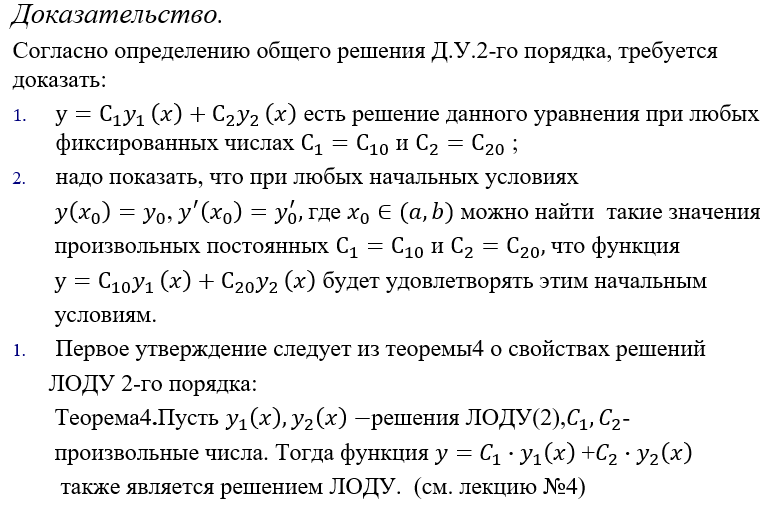 Доказательство.
Согласно определению общего решения Д.У.2-го порядка, требуется
доказать:
1. y = C₁y₁ (x) + C₂y₂ (x) есть решение данного уравнения при любых
фиксированных числах C₁ = C₁₀ и C₂ = C₂₀ ;
2. надо показать, что при любых начальных условиях
y(x₀) = y₀, y′(x₀) = y₀′, где x₀ ∈ (a, b) можно найти такие значения
произвольных постоянных C₁ = C₁₀ и C₂ = C₂₀, что функция
y = C₁₀y₁ (x) + C₂₀y₂ (x) будет удовлетворять этим начальным
условиям.
1. Первое утверждение следует из теоремы4 о свойствах решений
ЛОДУ 2-го порядка:
Теорема4.Пусть y₁(x), y₂(x) −решения ЛОДУ(2),C₁, C₂-
произвольные числа. Тогда функция y = C₁ · y₁(x) +C₂ · y₂(x)
также является решением ЛОДУ. (см. лекцию №4)